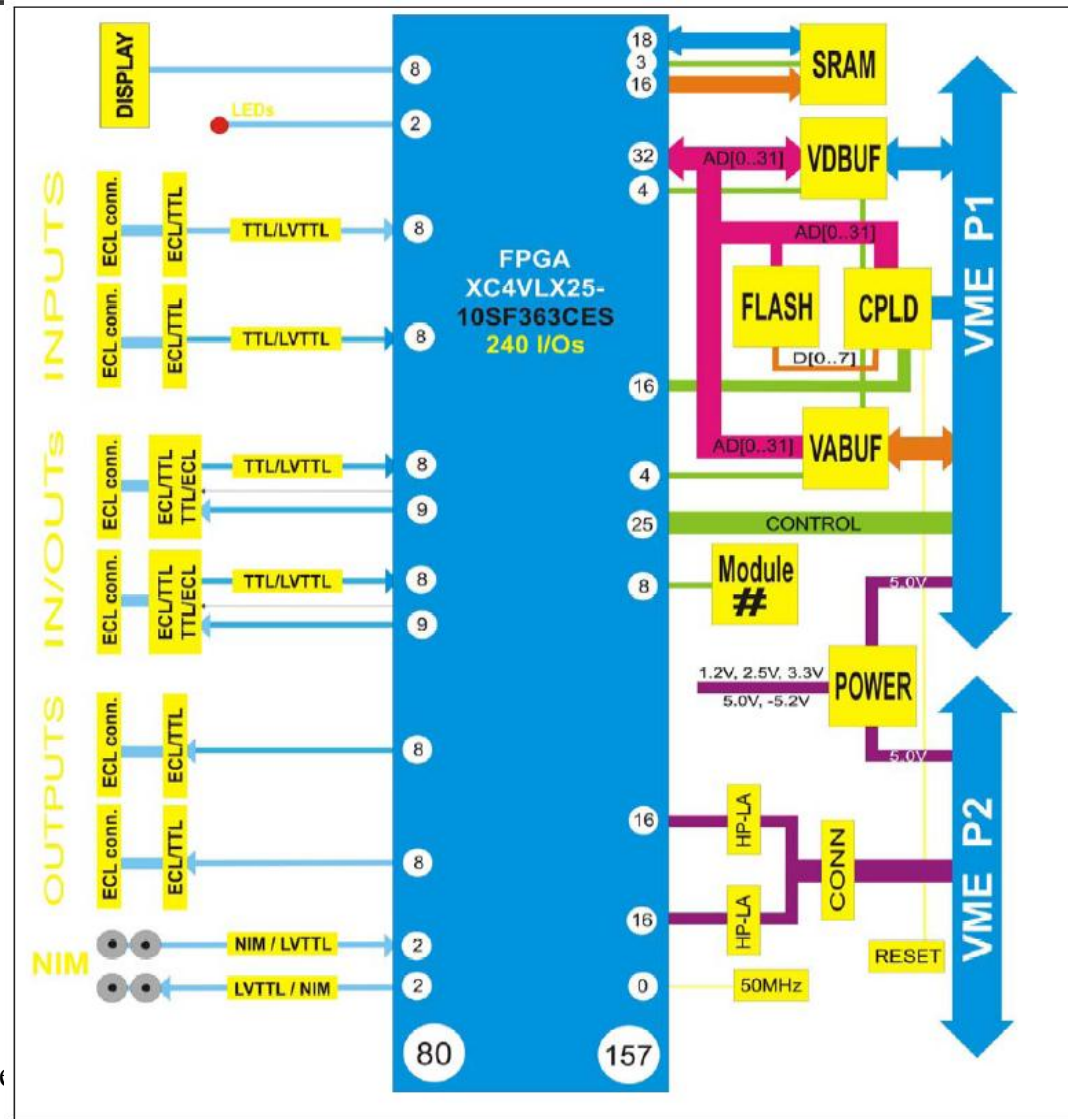 DISPLAY
8
LEDs
2
INPUTS
ECL conn.
ECL/TTL
TTL/LVTTL
8
ECL conn.
ECL/TTL
TTL/LVTTL
8
IN/OUTs
ECL conn.
ECL/TTL
TTL/ECL
TTL/LVTTL
8
9
ECL conn.
ECL/TTL
TTL/ECL
TTL/LVTTL
8
9
OUTPUTS
ECL conn.
ECL/TTL
8
ECL conn.
ECL/TTL
8
NIM
NIM / LVTTL
2
LVTTL / NIM
2
80
FPGA
XC4VLX25-
10SF363CES
240 I/Os
18
3
16
SRAM
32
AD[0..31]
VDBUF
4
AD[0..31]
FLASH
CPLD
D[0..7]
16
AD[0..31]
VABUF
4
25
CONTROL
8
Module
#
5.0V
1.2V, 2.5V, 3.3V
5.0V, -5.2V
POWER
5.0V
16
HP-LA
16
HP-LA
CONN
RESET
0
50MHz
157
VME P1
VME P2